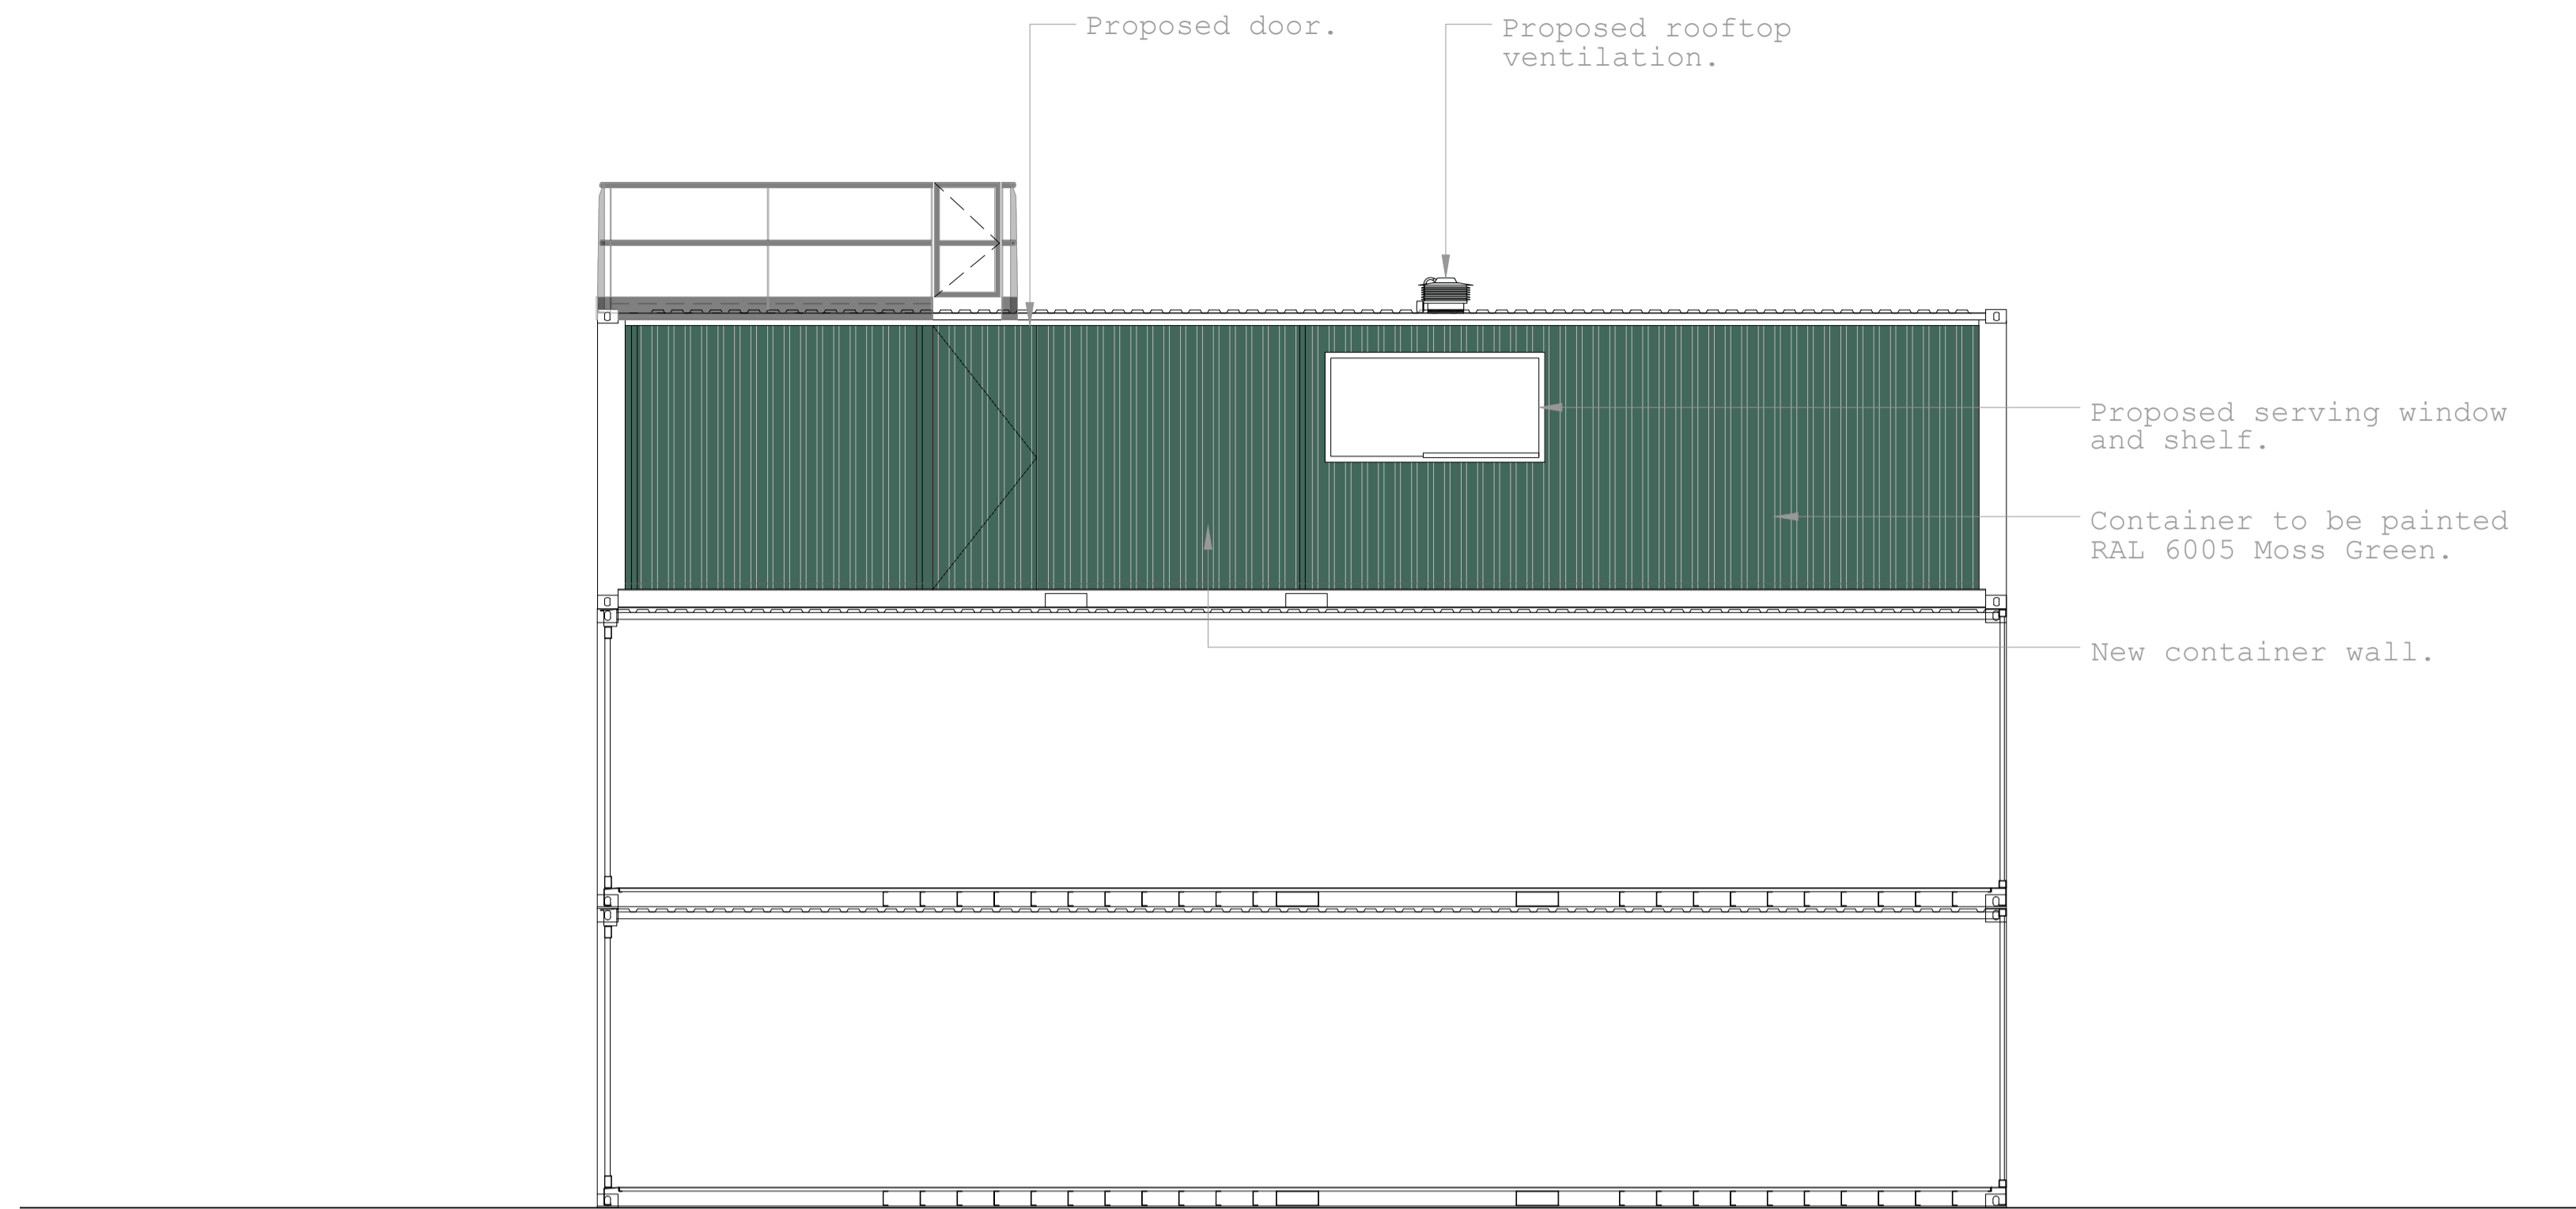 Proposed door.
Proposed rooftop
ventilation.
Proposed serving window
and shelf.
Container to be painted
RAL 6005 Moss Green.
New container wall.